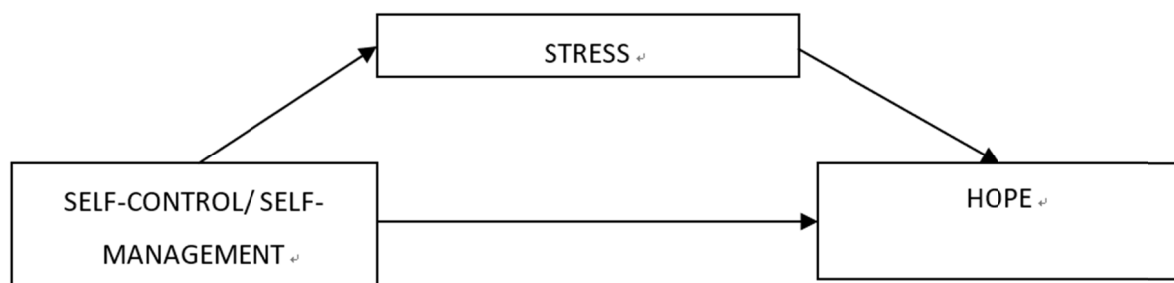 STRESS
SELF-CONTROL/ SELF-
MANAGEMENT
HOPE